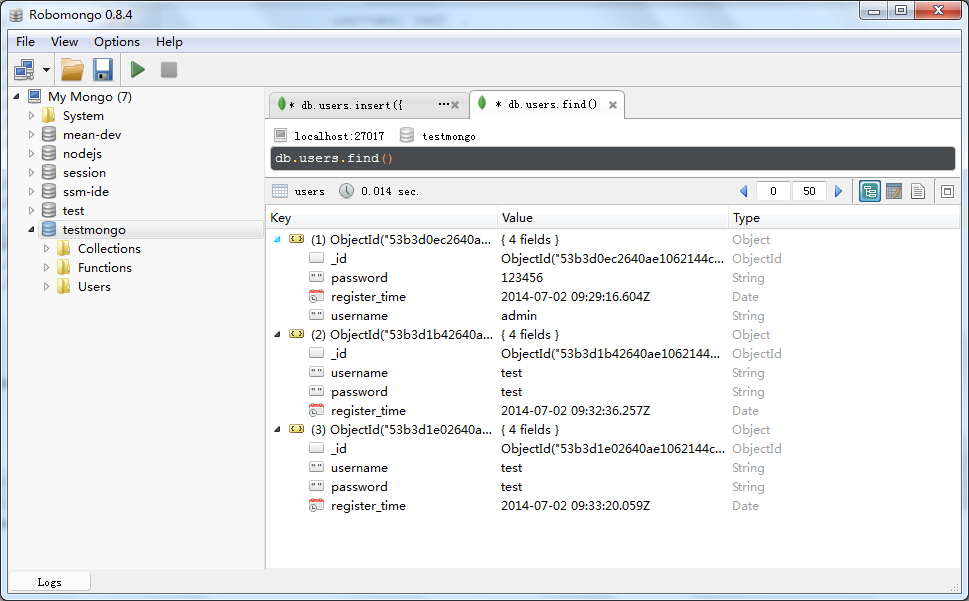 Robomongo 0.8.4
File View Options Help
My Mongo (7)
System
mean-dev
nodejs
session
ssm-ide
test
testmongo
Collections
Functions
Users
* db.users.insert({ ···
* db.users.find()
localhost:27017 testmongo
db.users.find()
users 0.014 sec. 0 50
Key Value Type
(1) ObjectId("53b3d0ec2640a... { 4 fields } Object
_id ObjectId("53b3d0ec2640ae1062144c... ObjectId
password 123456 String
register_time 2014-07-02 09:29:16.604Z Date
username admin String
(2) ObjectId("53b3d1b42640a... { 4 fields } Object
_id ObjectId("53b3d1b42640ae1062144... ObjectId
username test String
password test String
register_time 2014-07-02 09:32:36.257Z Date
(3) ObjectId("53b3d1e02640a... { 4 fields } Object
_id ObjectId("53b3d1e02640ae1062144c... ObjectId
username test String
password test String
register_time 2014-07-02 09:33:20.059Z Date
Logs